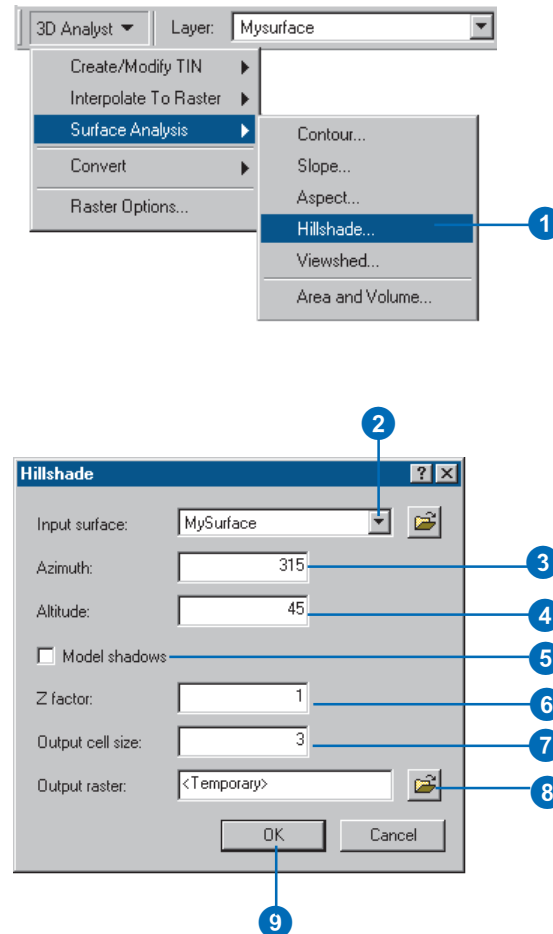 3D Analyst Layer: Mysurface
Create/Modify TIN
Interpolate To Raster
Surface Analysis
Convert
Raster Options...
Contour...
Slope...
Aspect...
Hillshade...
Viewshed...
Area and Volume...
1
2
Hillshade ?
Input surface: MySurface
Azimuth: 315 3
Altitude: 45 4
Model shadows 5
Z factor: 1 6
Output cell size: 3 7
Output raster: <Temporary> 8
OK Cancel
9